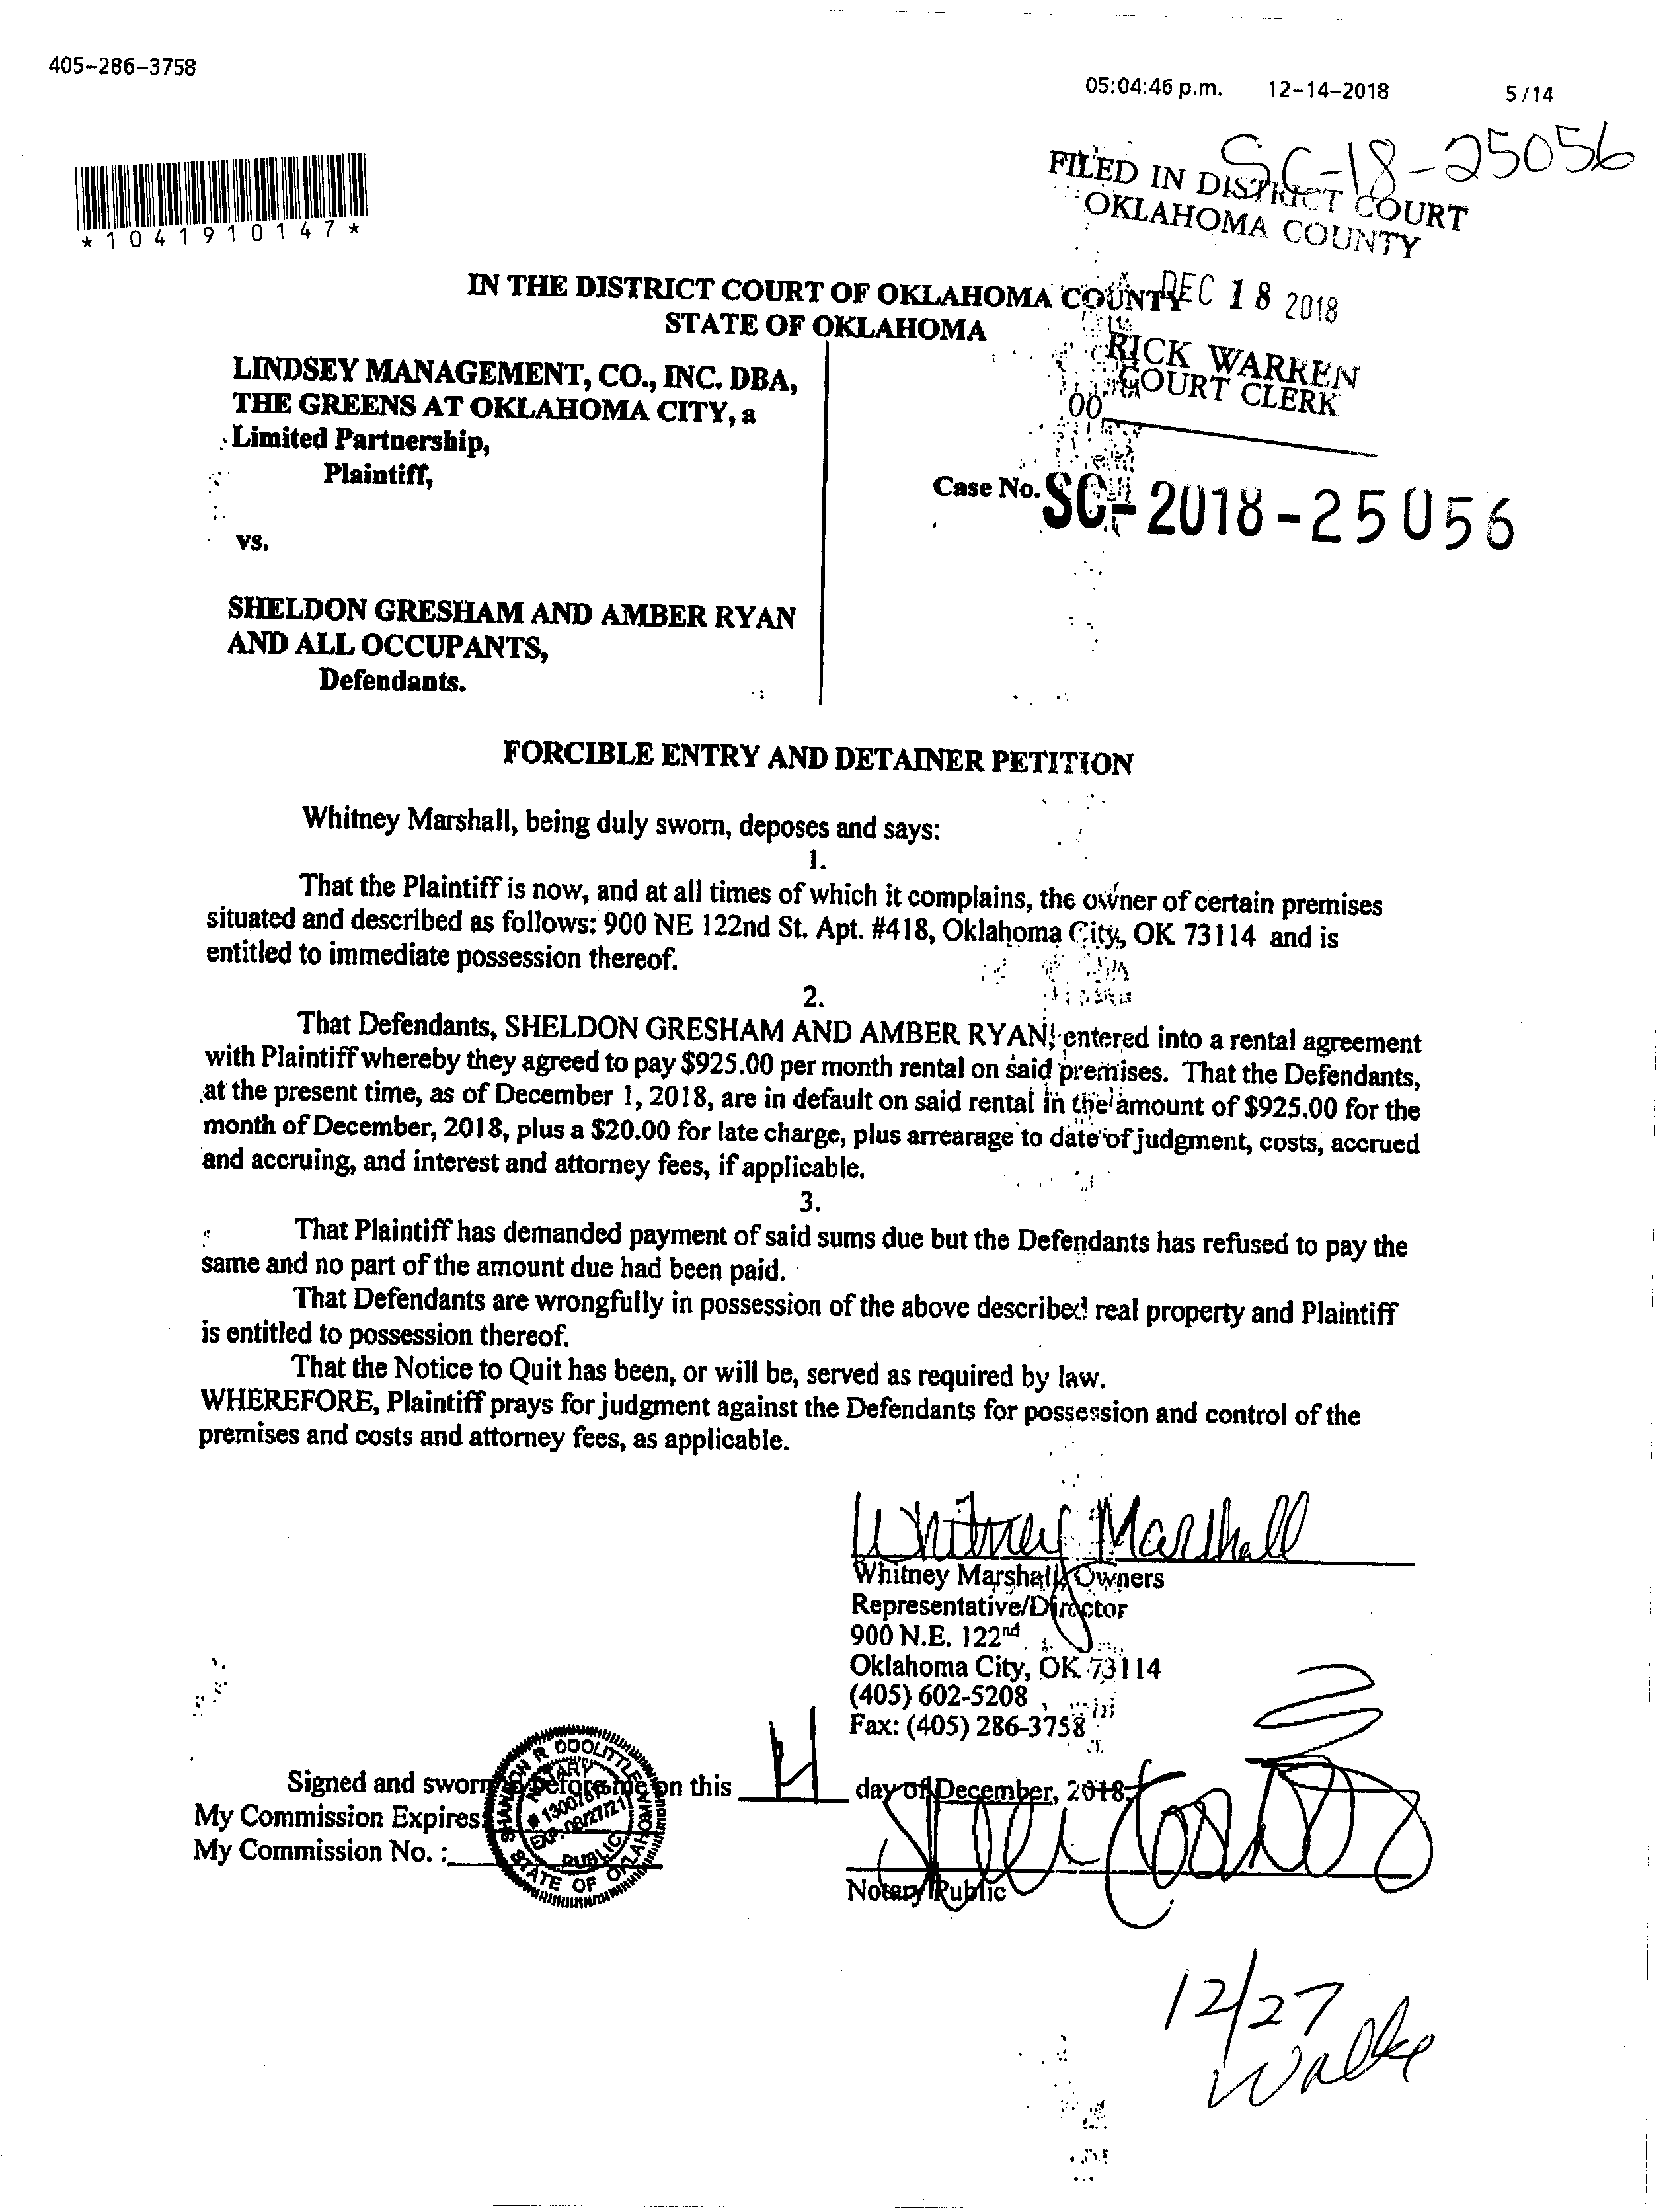 405-286-3758
05:04:46 p.m. 12-14-2018 5/14
SC-18-25056
FILED IN DISTRICT COURT
OKLAHOMA COUNTY
*1041910147*
DEC 18 2018
IN THE DISTRICT COURT OF OKLAHOMA COUNTY
STATE OF OKLAHOMA
RICK WARREN
COURT CLERK
LINDSEY MANAGEMENT, CO., INC. DBA,
THE GREENS AT OKLAHOMA CITY, a
Limited Partnership,
Plaintiff,
Case No. SC-2018-25056
vs.
SHELDON GRESHAM AND AMBER RYAN
AND ALL OCCUPANTS,
Defendants.
FORCIBLE ENTRY AND DETAINER PETITION
Whitney Marshall, being duly sworn, deposes and says:
1.
That the Plaintiff is now, and at all times of which it complains, the owner of certain premises
situated and described as follows: 900 NE 122nd St. Apt. #418, Oklahoma City, OK 73114 and is
entitled to immediate possession thereof.
2.
That Defendants, SHELDON GRESHAM AND AMBER RYAN, entered into a rental agreement
with Plaintiff whereby they agreed to pay $925.00 per month rental on said premises. That the Defendants,
at the present time, as of December 1, 2018, are in default on said rental in the amount of $925.00 for the
month of December, 2018, plus a $20.00 for late charge, plus arrearage to date of judgment, costs, accrued
and accruing, and interest and attorney fees, if applicable.
3.
That Plaintiff has demanded payment of said sums due but the Defendants has refused to pay the
same and no part of the amount due had been paid.
That Defendants are wrongfully in possession of the above described real property and Plaintiff
is entitled to possession thereof.
That the Notice to Quit has been, or will be, served as required by law.
WHEREFORE, Plaintiff prays for judgment against the Defendants for possession and control of the
premises and costs and attorney fees, as applicable.
Whitney Marshall
Whitney Marshall, Owners
Representative/Director
900 N.E. 122nd
Oklahoma City, OK 73114
(405) 602-5208
Fax: (405) 286-3758
SHANNON R DOOLITTLE
NOTARY
EXP. 08/27/21
PUBLIC
STATE OF OKLAHOMA
Signed and sworn to before me on this 14 day of December, 2018.
My Commission Expires
My Commission No. :
Notary Public
12/27
Walke